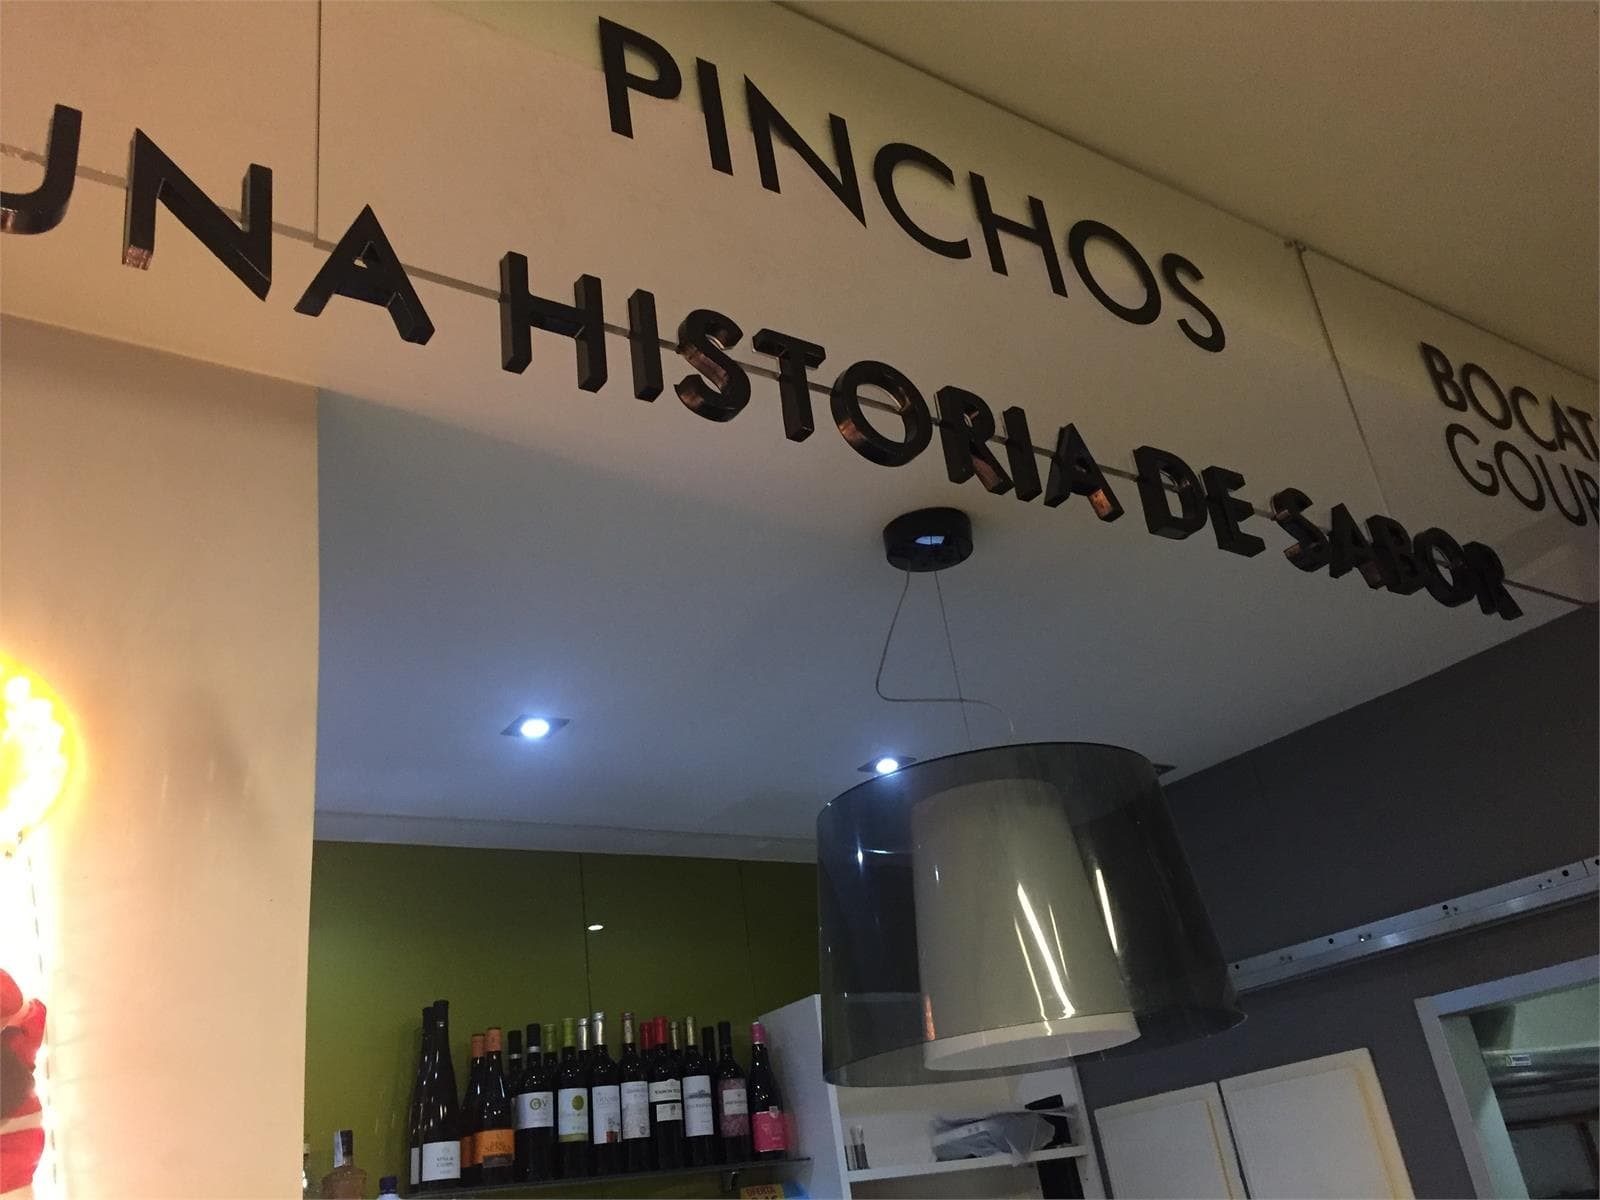 PINCHOS
UNA HISTORIA DE SABOR
BOCAT
GOUR